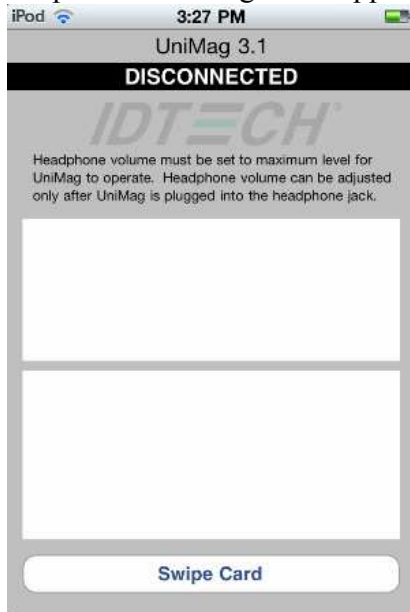 iPod 3:27 PM
UniMag 3.1
DISCONNECTED
IDTECH®
Headphone volume must be set to maximum level for
UniMag to operate. Headphone volume can be adjusted
only after UniMag is plugged into the headphone jack.
Swipe Card